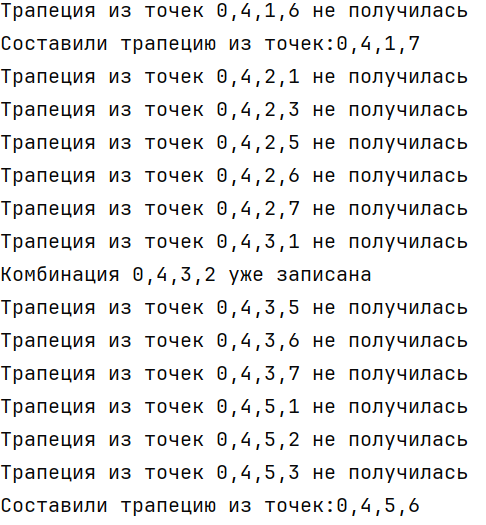 Трапеция из точек 0,4,1,6 не получилась
Составили трапецию из точек:0,4,1,7
Трапеция из точек 0,4,2,1 не получилась
Трапеция из точек 0,4,2,3 не получилась
Трапеция из точек 0,4,2,5 не получилась
Трапеция из точек 0,4,2,6 не получилась
Трапеция из точек 0,4,2,7 не получилась
Трапеция из точек 0,4,3,1 не получилась
Комбинация 0,4,3,2 уже записана
Трапеция из точек 0,4,3,5 не получилась
Трапеция из точек 0,4,3,6 не получилась
Трапеция из точек 0,4,3,7 не получилась
Трапеция из точек 0,4,5,1 не получилась
Трапеция из точек 0,4,5,2 не получилась
Трапеция из точек 0,4,5,3 не получилась
Составили трапецию из точек:0,4,5,6